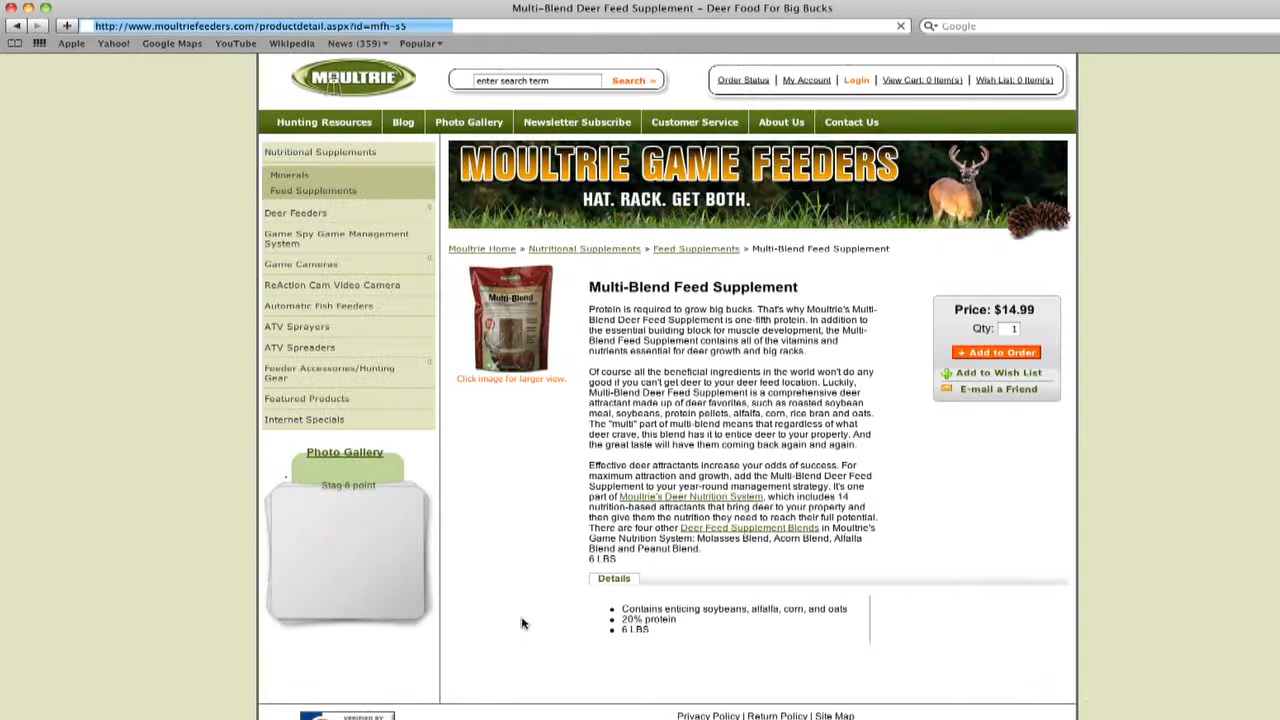 Multi-Blend Deer Feed Supplement – Deer Food For Big Bucks
http://www.moultriefeeders.com/productdetail.aspx?id=mfh-s5
Google
Apple Yahoo! Google Maps YouTube Wikipedia News (359) Popular
MOULTRIE
enter search term Search »
Order Status | My Account | Login | View Cart: 0 Item(s) | Wish List: 0 Item(s)
Hunting Resources Blog Photo Gallery Newsletter Subscribe Customer Service About Us Contact Us
Nutritional Supplements
Minerals
Feed Supplements
Deer Feeders
Game Spy Game Management
System
Game Cameras
ReAction Cam Video Camera
Automatic Fish Feeders
ATV Sprayers
ATV Spreaders
Feeder Accessories/Hunting
Gear
Featured Products
Internet Specials
Photo Gallery
Stag 8 point
MOULTRIE GAME FEEDERS
HAT. RACK. GET BOTH.
Moultrie Home » Nutritional Supplements » Feed Supplements » Multi-Blend Feed Supplement
Multi-Blend
Click image for larger view.
Multi-Blend Feed Supplement
Protein is required to grow big bucks. That's why Moultrie's Multi-
Blend Deer Feed Supplement is one-fifth protein. In addition to
the essential building block for muscle development, the Multi-
Blend Feed Supplement contains all of the vitamins and
nutrients essential for deer growth and big racks.
Of course all the beneficial ingredients in the world won't do any
good if you can't get deer to your deer feed location. Luckily,
Multi-Blend Deer Feed Supplement is a comprehensive deer
attractant made up of deer favorites, such as roasted soybean
meal, soybeans, protein pellets, alfalfa, corn, rice bran and oats.
The "multi" part of multi-blend means that regardless of what
deer crave, this blend has it to entice deer to your property. And
the great taste will have them coming back again and again.
Effective deer attractants increase your odds of success. For
maximum attraction and growth, add the Multi-Blend Deer Feed
Supplement to your year-round management strategy. It's one
part of Moultrie's Deer Nutrition System, which includes 14
nutrition-based attractants that bring deer to your property and
then give them the nutrition they need to reach their full potential.
There are four other Deer Feed Supplement Blends in Moultrie's
Game Nutrition System: Molasses Blend, Acorn Blend, Alfalfa
Blend and Peanut Blend.
6 LBS
Price: $14.99
Qty: 1
+ Add to Order
Add to Wish List
E-mail a Friend
Details
• Contains enticing soybeans, alfalfa, corn, and oats
• 20% protein
• 6 LBS
VERIFIED BY
Privacy Policy | Return Policy | Site Map